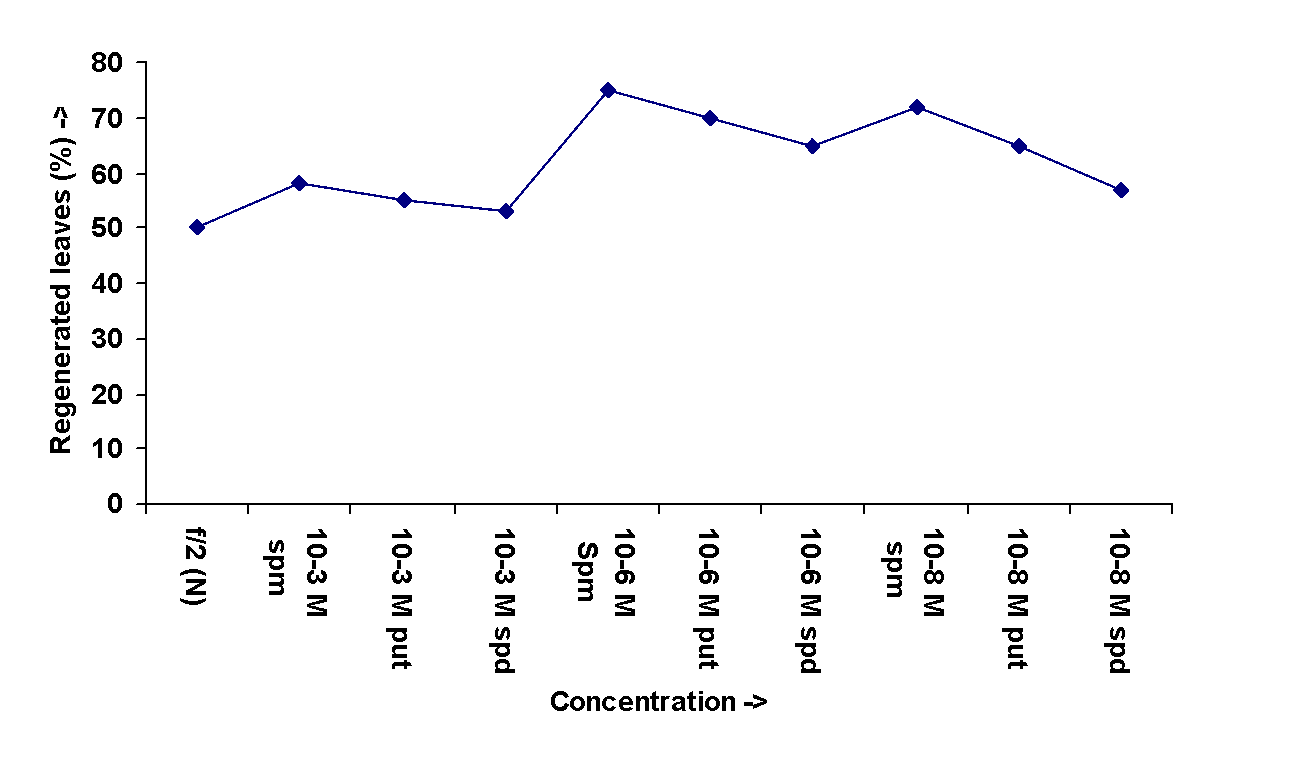 Regenerated leaves (%) ->
80
70
60
50
40
30
20
10
0
f/2 (N)
10-3 M
spm
10-3 M put
10-3 M spd
10-6 M
Spm
10-6 M put
10-6 M spd
10-8 M
spm
10-8 M put
10-8 M spd
Concentration ->